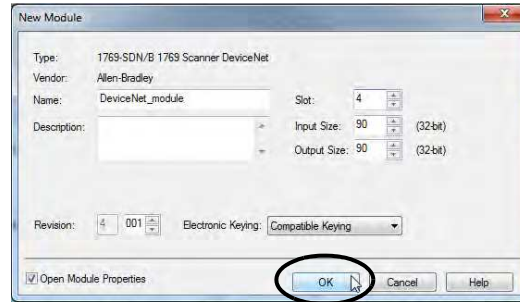 New Module
Type: 1769-SDN/B 1769 Scanner DeviceNet
Vendor: Allen-Bradley
Name: DeviceNet_module Slot: 4
Description: Input Size: 90 (32-bit)
Output Size: 90 (32-bit)
Revision: 4 001 Electronic Keying: Compatible Keying
Open Module Properties OK Cancel Help